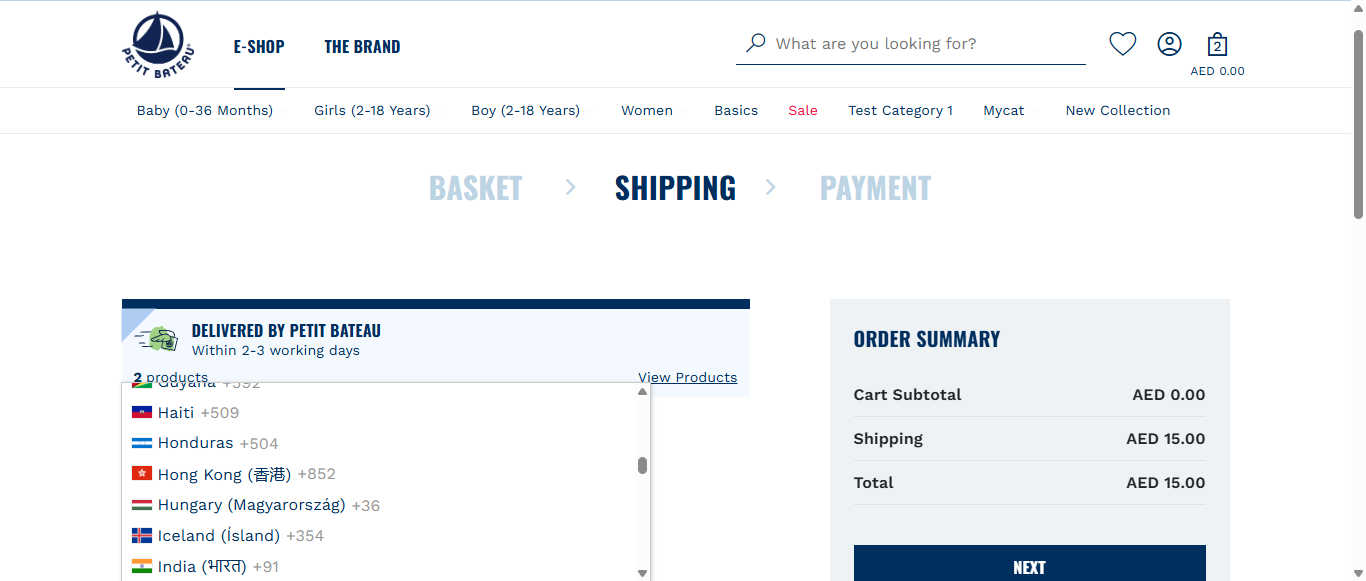 PETIT BATEAU
E-SHOP
THE BRAND
What are you looking for?
2
AED 0.00
Baby (0-36 Months)
Girls (2-18 Years)
Boy (2-18 Years)
Women
Basics
Sale
Test Category 1
Mycat
New Collection
BASKET
SHIPPING
PAYMENT
DELIVERED BY PETIT BATEAU
Within 2-3 working days
2 products
View Products
Guyana +592
Haiti +509
Honduras +504
Hong Kong (香港) +852
Hungary (Magyarország) +36
Iceland (Ísland) +354
India (भारत) +91
ORDER SUMMARY
Cart Subtotal AED 0.00
Shipping AED 15.00
Total AED 15.00
NEXT